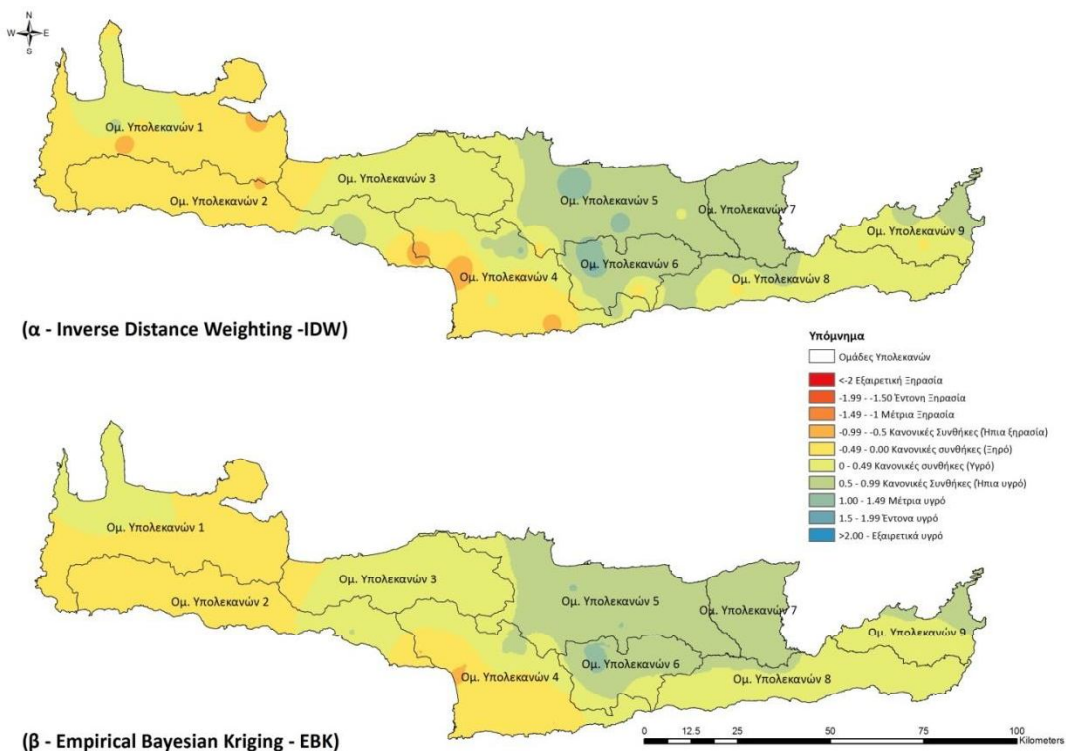 N
W E
S
Ομ. Υπολεκανών 1
Ομ. Υπολεκανών 2
Ομ. Υπολεκανών 3
Ομ. Υπολεκανών 4
Ομ. Υπολεκανών 5
Ομ. Υπολεκανών 6
Ομ. Υπολεκανών 7
Ομ. Υπολεκανών 8
Ομ. Υπολεκανών 9
(α - Inverse Distance Weighting -IDW)
Υπόμνημα
Ομάδες Υπολεκανών
<-2 Εξαιρετική Ξηρασία
-1.99 - -1.50 Έντονη Ξηρασία
-1.49 - -1 Μέτρια Ξηρασία
-0.99 - -0.5 Κανονικές Συνθήκες (Ήπια ξηρασία)
-0.49 - 0.00 Κανονικές συνθήκες (Ξηρό)
0 - 0.49 Κανονικές συνθήκες (Υγρό)
0.5 - 0.99 Κανονικές Συνθήκες (Ήπια υγρό)
1.00 - 1.49 Μέτρια υγρό
1.5 - 1.99 Έντονα υγρό
>2.00 - Εξαιρετικά υγρό
Ομ. Υπολεκανών 1
Ομ. Υπολεκανών 2
Ομ. Υπολεκανών 3
Ομ. Υπολεκανών 4
Ομ. Υπολεκανών 5
Ομ. Υπολεκανών 6
Ομ. Υπολεκανών 7
Ομ. Υπολεκανών 8
Ομ. Υπολεκανών 9
(β - Empirical Bayesian Kriging - EBK)
0 12.5 25 50 75 100
Kilometers